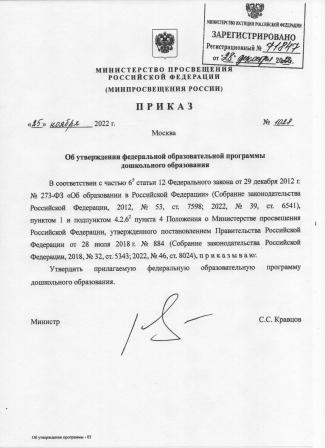 МИНИСТЕРСТВО ЮСТИЦИИ РОССИЙСКОЙ ФЕДЕРАЦИИ
ЗАРЕГИСТРИРОВАНО
Регистрационный № 71847
от "28" декабря 2022.
МИНИСТЕРСТВО ПРОСВЕЩЕНИЯ
РОССИЙСКОЙ ФЕДЕРАЦИИ
(МИНПРОСВЕЩЕНИЯ РОССИИ)
ПРИКАЗ
«25» ноября 2022 г.
№ 1028
Москва
Об утверждении федеральной образовательной программы
дошкольного образования
В соответствии с частью 6⁵ статьи 12 Федерального закона от 29 декабря 2012 г.
№ 273-ФЗ «Об образовании в Российской Федерации» (Собрание законодательства
Российской Федерации, 2012, № 53, ст. 7598; 2022, № 39, ст. 6541),
пунктом 1 и подпунктом 4.2.6² пункта 4 Положения о Министерстве просвещения
Российской Федерации, утвержденного постановлением Правительства Российской
Федерации от 28 июля 2018 г. № 884 (Собрание законодательства Российской
Федерации, 2018, № 32, ст. 5343; 2022, № 46, ст. 8024), п р и к а з ы в а ю:
Утвердить прилагаемую федеральную образовательную программу
дошкольного образования.
Министр
С.С. Кравцов
Об утверждении программы - 03